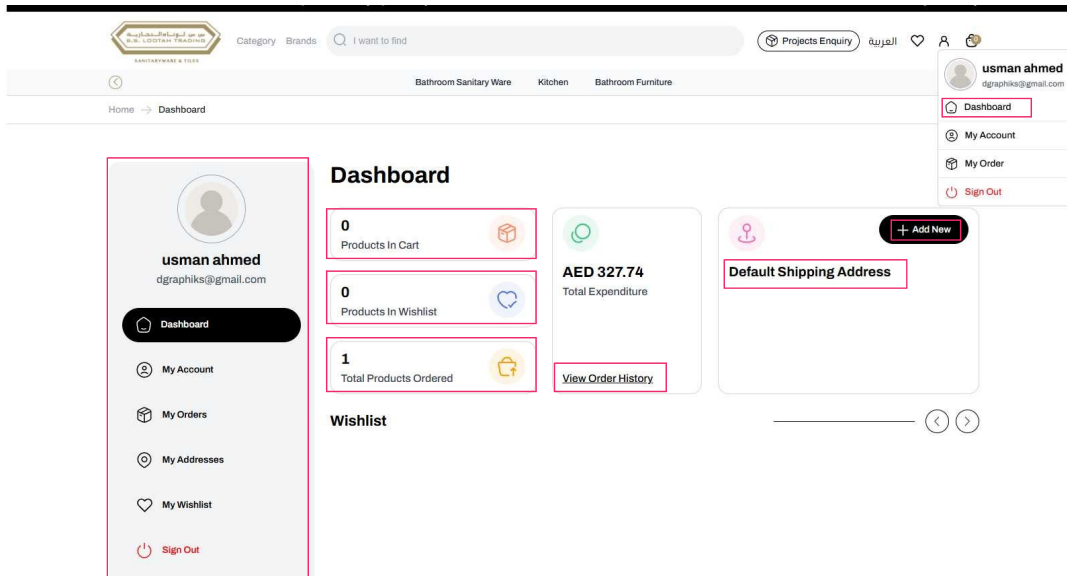 S.S. LOOTAH TRADING
SANITARYWARE & TILES
Category Brands
I want to find
Projects Enquiry
العربية
Bathroom Sanitary Ware Kitchen Bathroom Furniture
usman ahmed
dgraphiks@gmail.com
Dashboard
My Account
My Order
Sign Out
Home → Dashboard
usman ahmed
dgraphiks@gmail.com
Dashboard
My Account
My Orders
My Addresses
My Wishlist
Sign Out
Dashboard
0
Products In Cart
0
Products In Wishlist
1
Total Products Ordered
AED 327.74
Total Expenditure
View Order History
+ Add New
Default Shipping Address
Wishlist